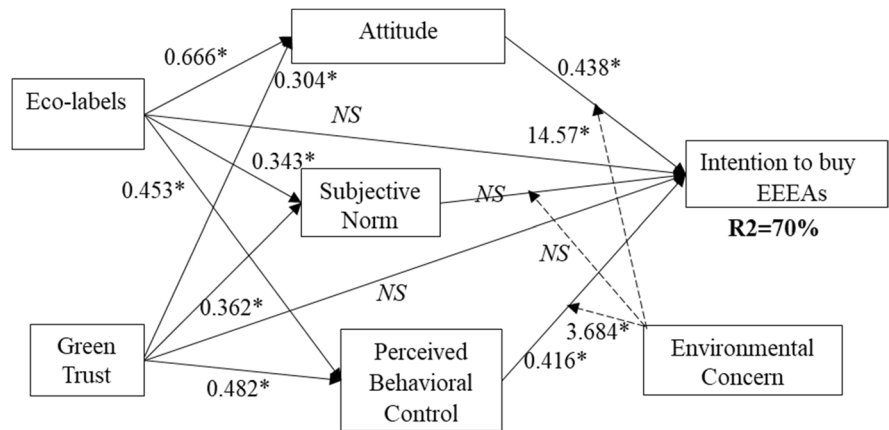 Attitude
0.666*
0.438*
0.304*
Eco-labels
NS
14.57*
0.343*
Intention to buy
EEEAs
0.453*
Subjective
Norm
NS
R2=70%
NS
NS
0.362*
3.684*
Green
Trust
Perceived
Behavioral
Control
0.416*
Environmental
Concern
0.482*